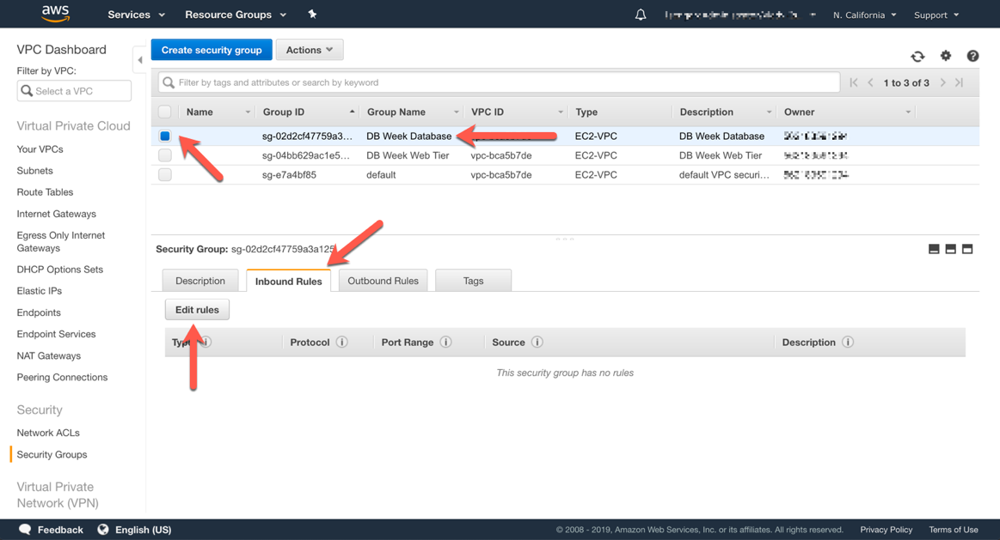 aws Services Resource Groups N. California Support
VPC Dashboard
Filter by VPC:
Select a VPC
Virtual Private Cloud
Your VPCs
Subnets
Route Tables
Internet Gateways
Egress Only Internet
Gateways
DHCP Options Sets
Elastic IPs
Endpoints
Endpoint Services
NAT Gateways
Peering Connections
Security
Network ACLs
Security Groups
Virtual Private
Network (VPN)
Create security group Actions
Filter by tags and attributes or search by keyword 1 to 3 of 3
Name Group ID Group Name VPC ID Type Description Owner
sg-02d2cf47759a3... DB Week Database EC2-VPC DB Week Database
sg-04bb629ac1e5... DB Week Web Tier vpc-bca5b7de EC2-VPC DB Week Web Tier
sg-e7a4bf85 default vpc-bca5b7de EC2-VPC default VPC securi...
Security Group: sg-02d2cf47759a3a125
Description Inbound Rules Outbound Rules Tags
Edit rules
Type Protocol Port Range Source Description
This security group has no rules
Feedback English (US) © 2008 - 2019, Amazon Web Services, Inc. or its affiliates. All rights reserved. Privacy Policy Terms of Use